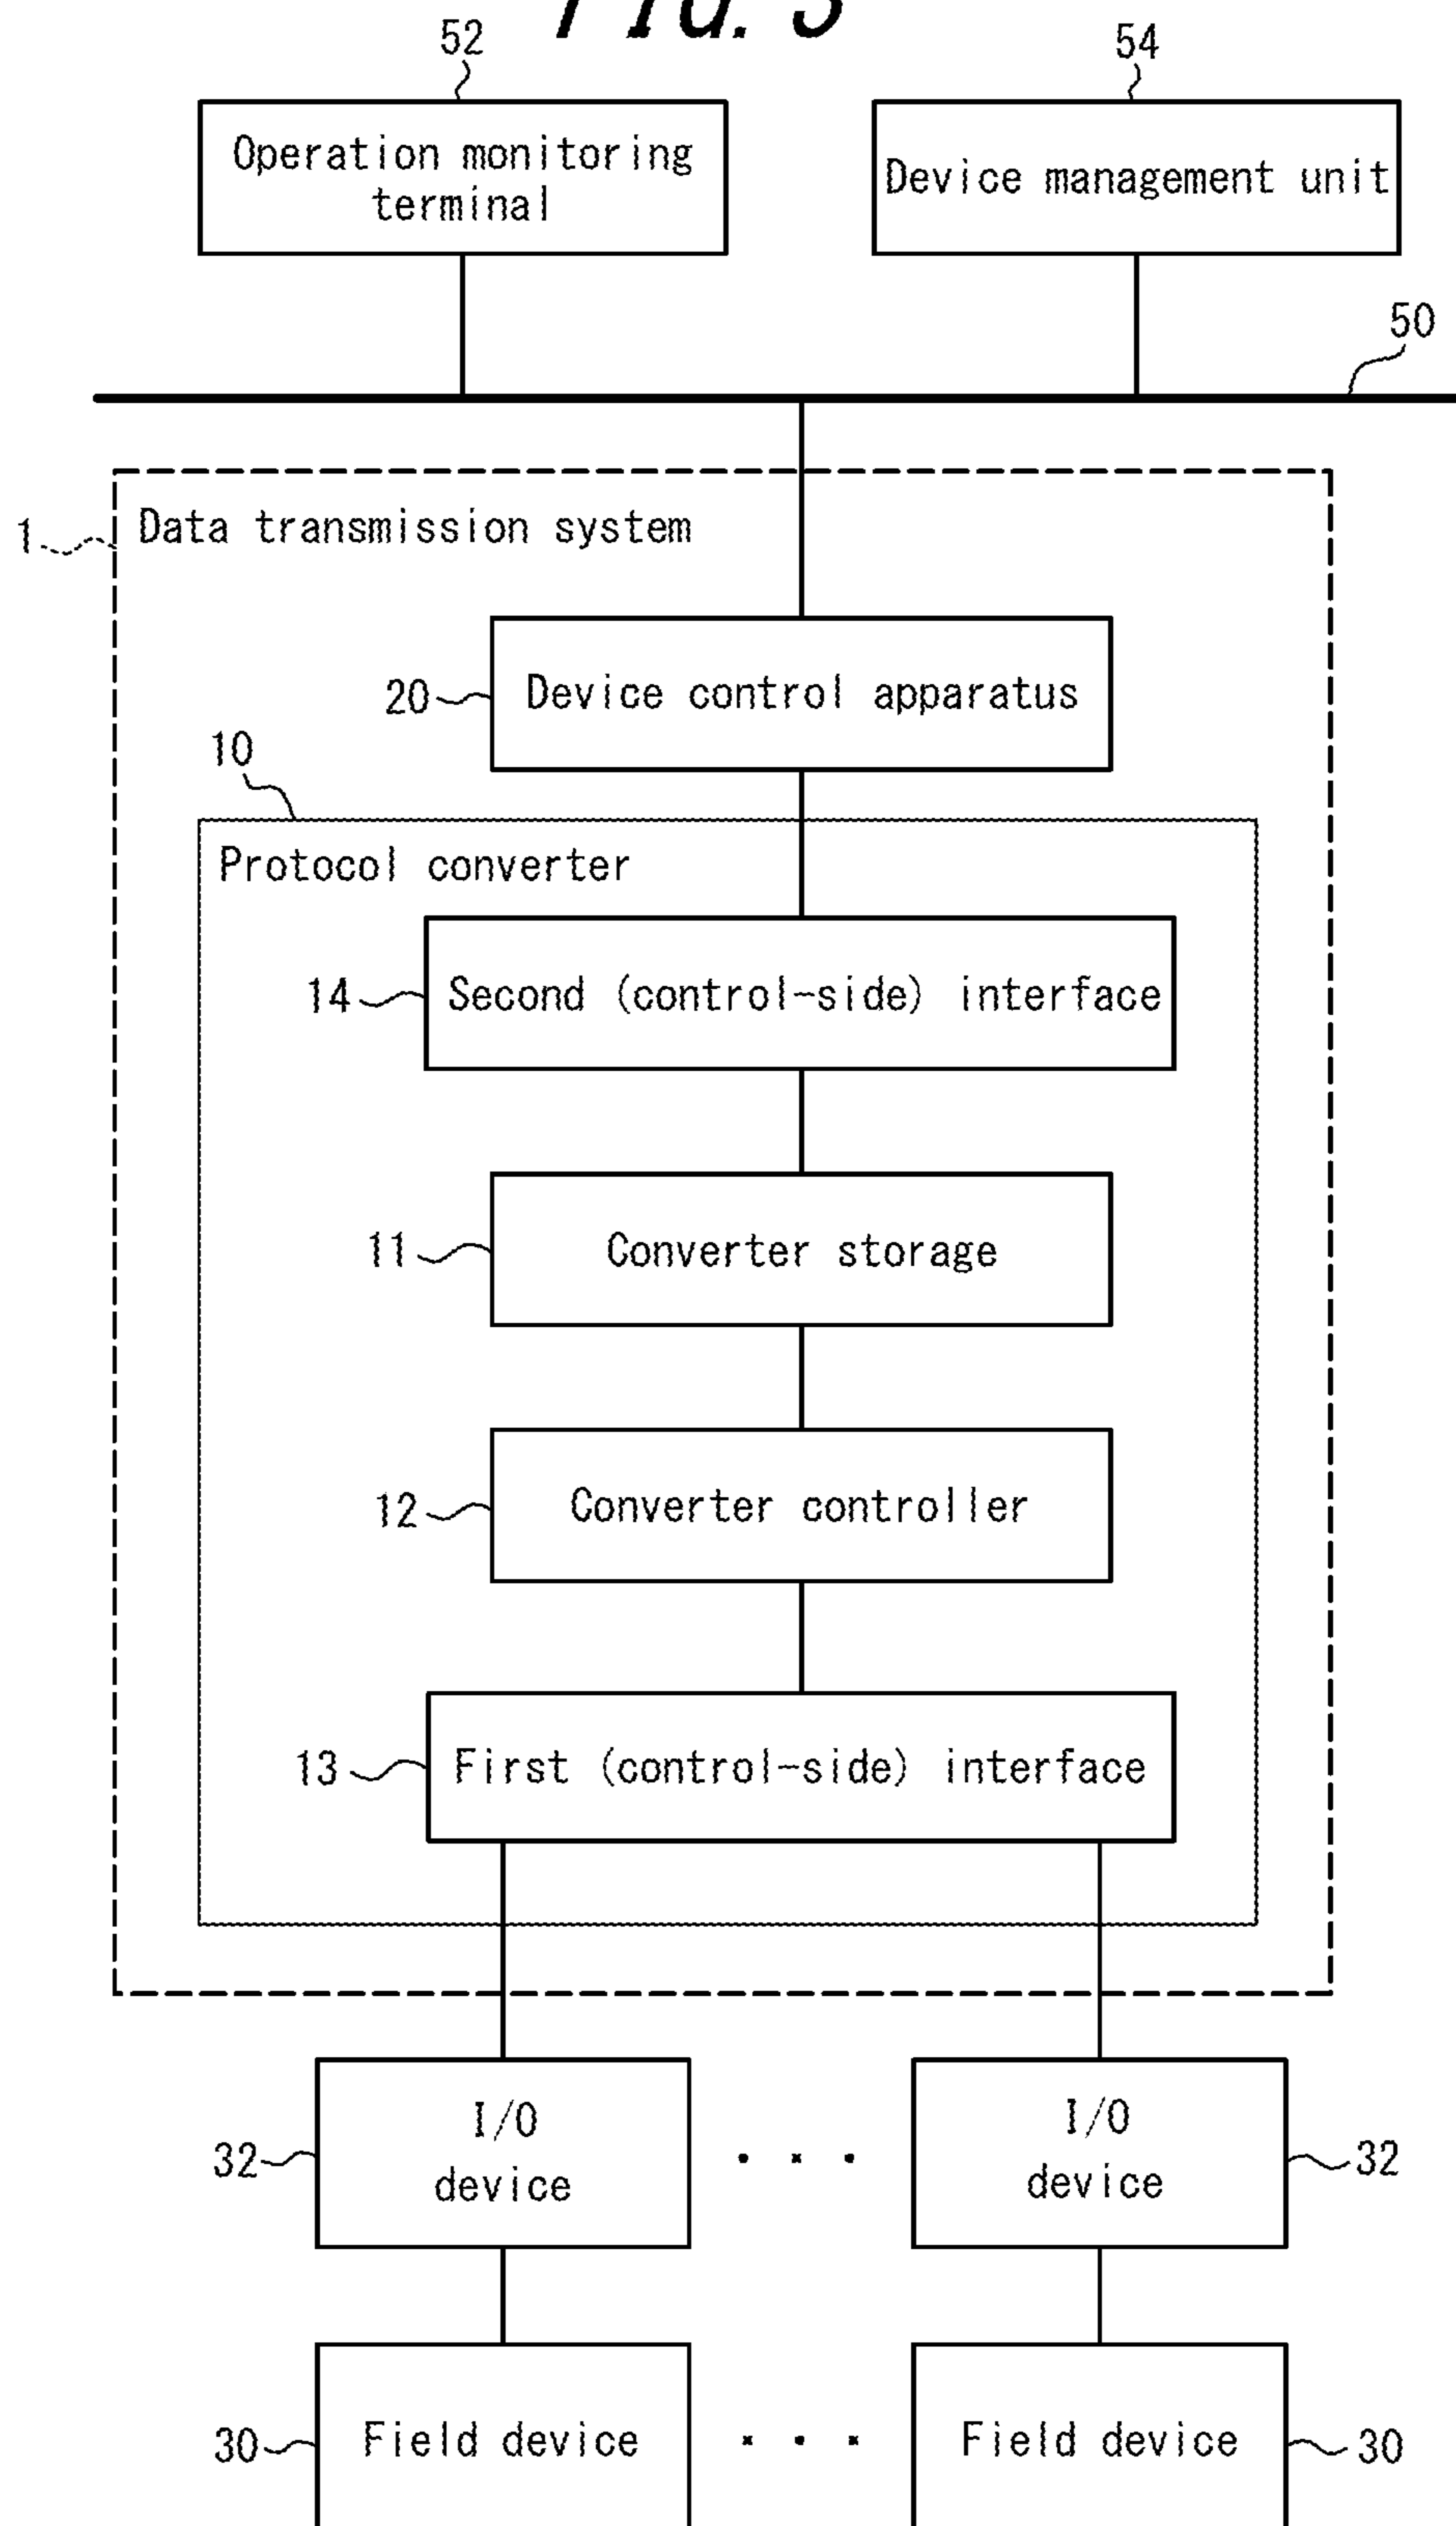 FIG. 3
52
54
Operation monitoring
terminal
Device management unit
50
1
Data transmission system
20
Device control apparatus
10
Protocol converter
14
Second (control-side) interface
11
Converter storage
12
Converter controller
13
First (control-side) interface
I/O
device
I/O
device
32
. . .
32
30
Field device
. . .
Field device
30